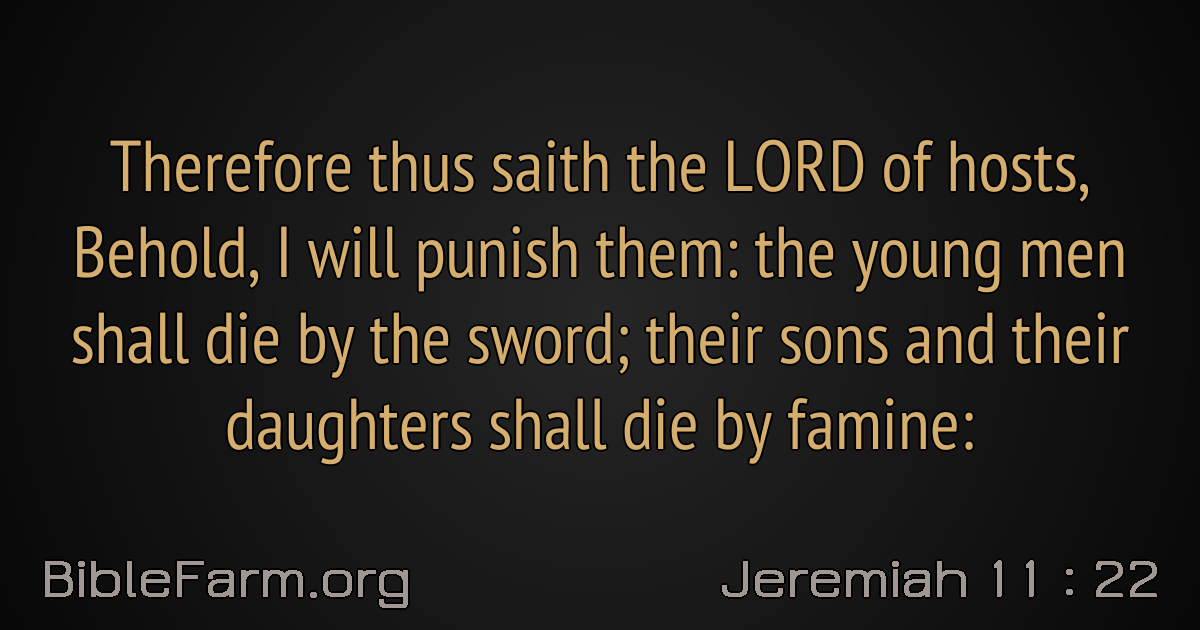 Therefore thus saith the LORD of hosts,
Behold, I will punish them: the young men
shall die by the sword; their sons and their
daughters shall die by famine:
BibleFarm.org
Jeremiah 11 : 22